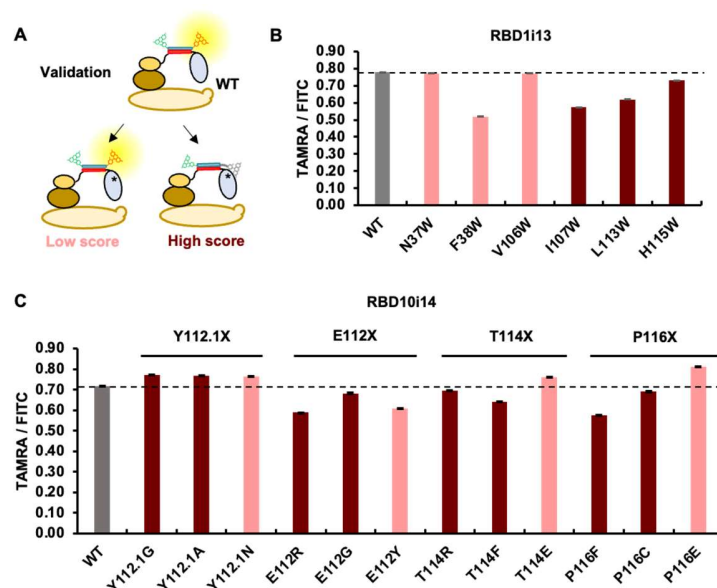 A
Validation
WT
*
*
Low score
High score
B
RBD1i13
TAMRA / FITC
0.90
0.80
0.70
0.60
0.50
0.40
0.30
0.20
0.10
0.00
WT
N37W
F38W
V106W
I107W
L113W
H115W
C
RBD10i14
Y112.1X
E112X
T114X
P116X
TAMRA / FITC
0.90
0.80
0.70
0.60
0.50
0.40
0.30
0.20
0.10
0.00
WT
Y112.1G
Y112.1A
Y112.1N
E112R
E112G
E112Y
T114R
T114F
T114E
P116F
P116C
P116E